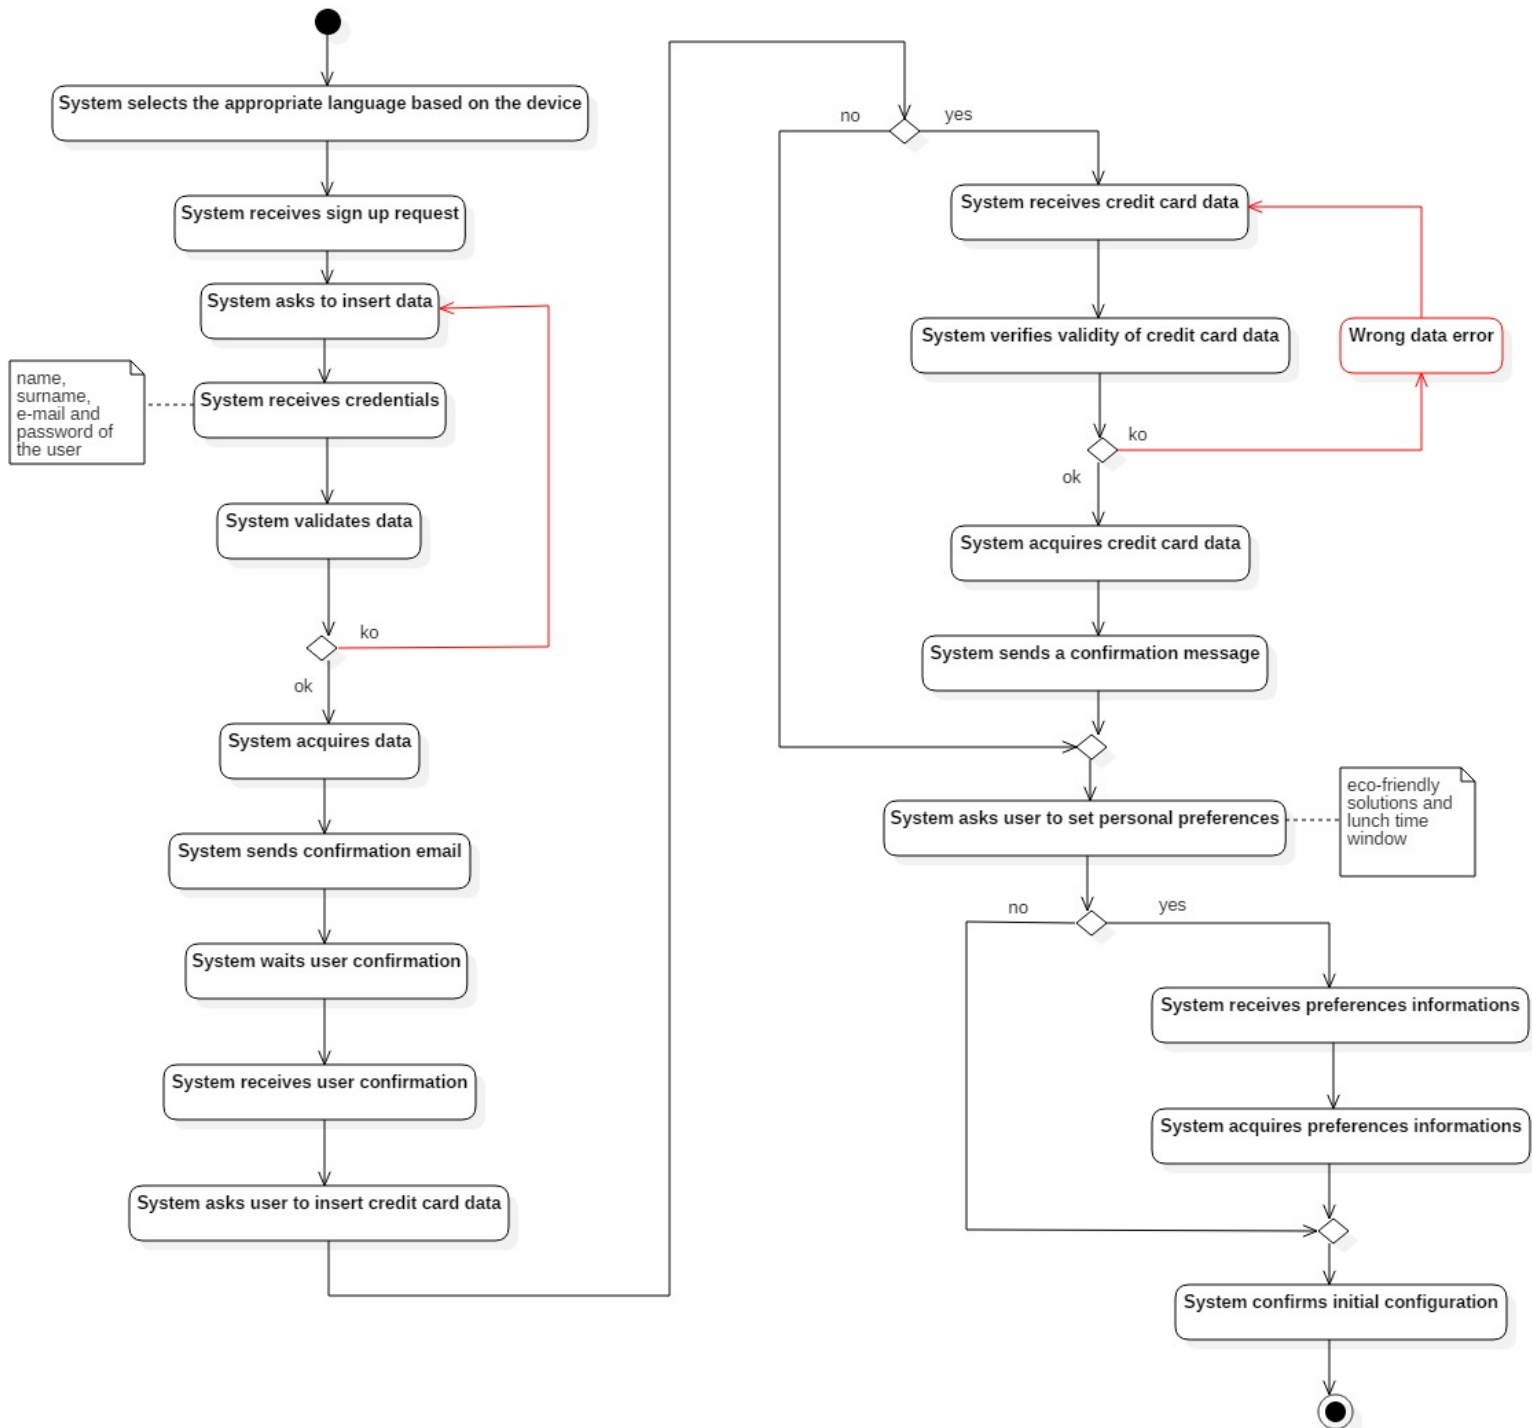 System selects the appropriate language based on the device
System receives sign up request
System asks to insert data
name,
surname,
e-mail and
password of
the user
System receives credentials
System validates data
ko
ok
System acquires data
System sends confirmation email
System waits user confirmation
System receives user confirmation
System asks user to insert credit card data
no
yes
System receives credit card data
System verifies validity of credit card data
Wrong data error
ko
ok
System acquires credit card data
System sends a confirmation message
System asks user to set personal preferences
eco-friendly
solutions and
lunch time
window
no
yes
System receives preferences informations
System acquires preferences informations
System confirms initial configuration